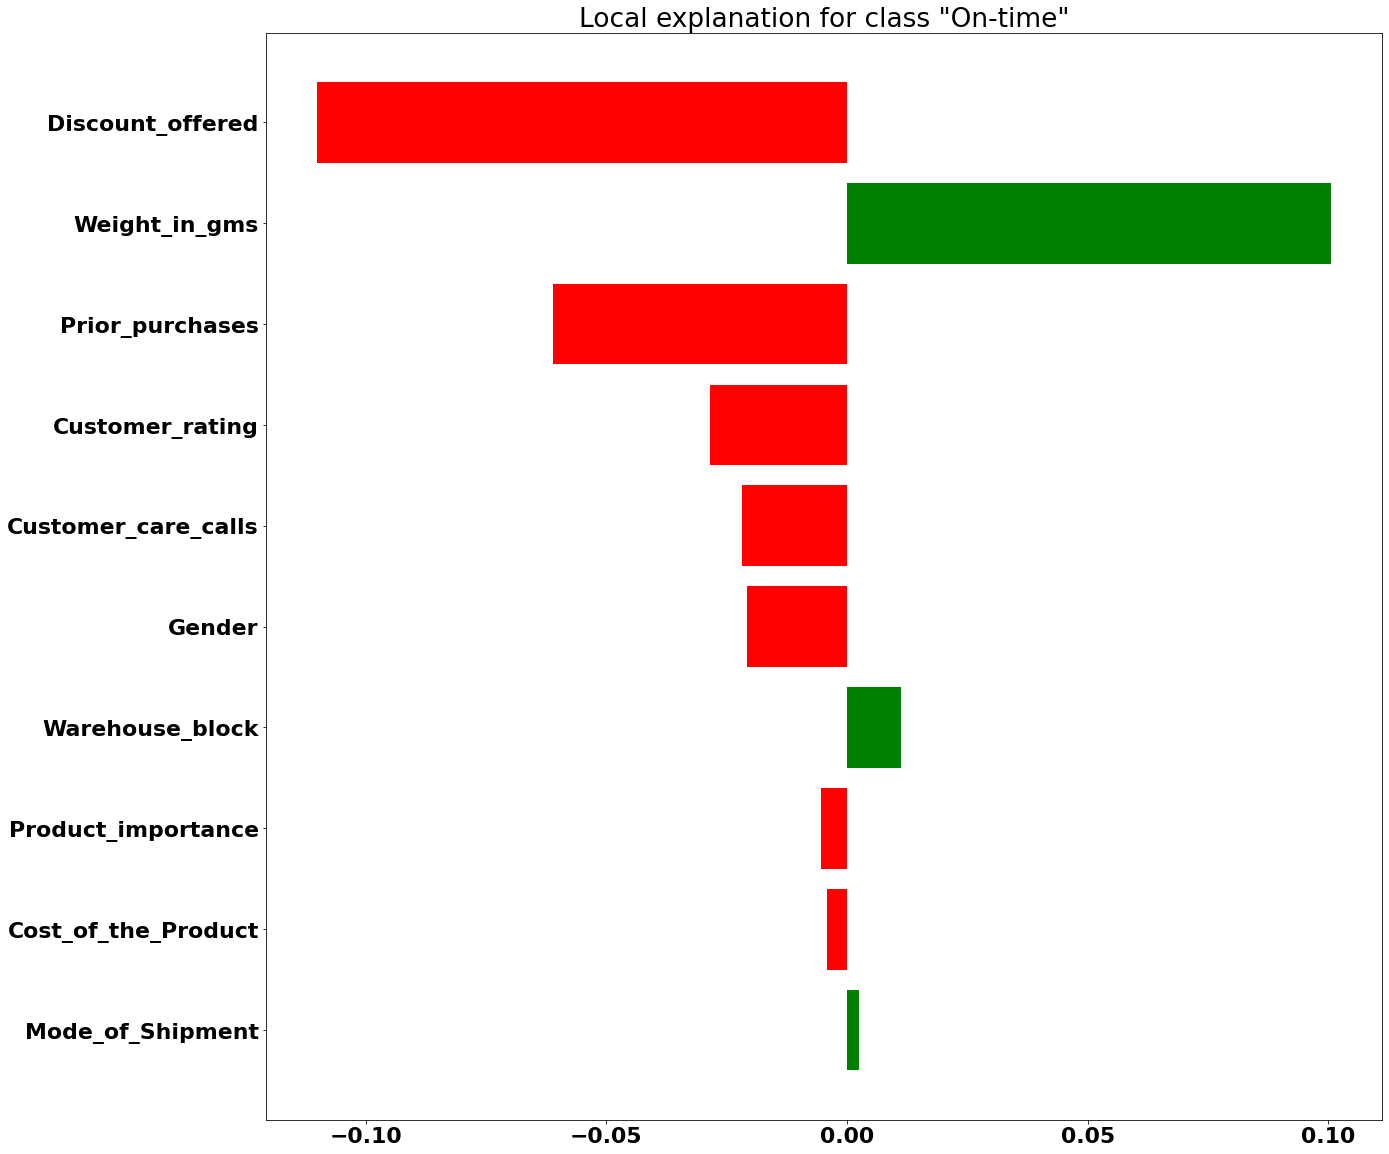 Local explanation for class "On-time"
Discount_offered
Weight_in_gms
Prior_purchases
Customer_rating
Customer_care_calls
Gender
Warehouse_block
Product_importance
Cost_of_the_Product
Mode_of_Shipment
−0.10 −0.05 0.00 0.05 0.10